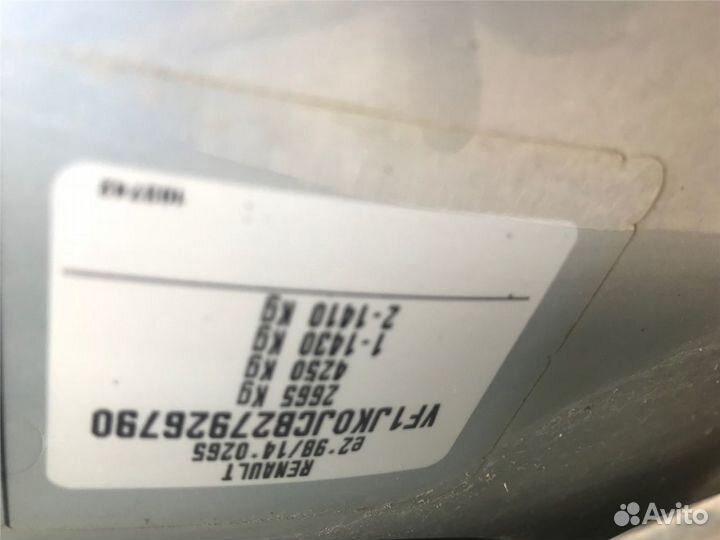 RENAULT
e2*98/14*0265
VF1JK0JCB27926790
2665 Kg
4250 Kg
1-1430 Kg
2-1410 Kg
Avito